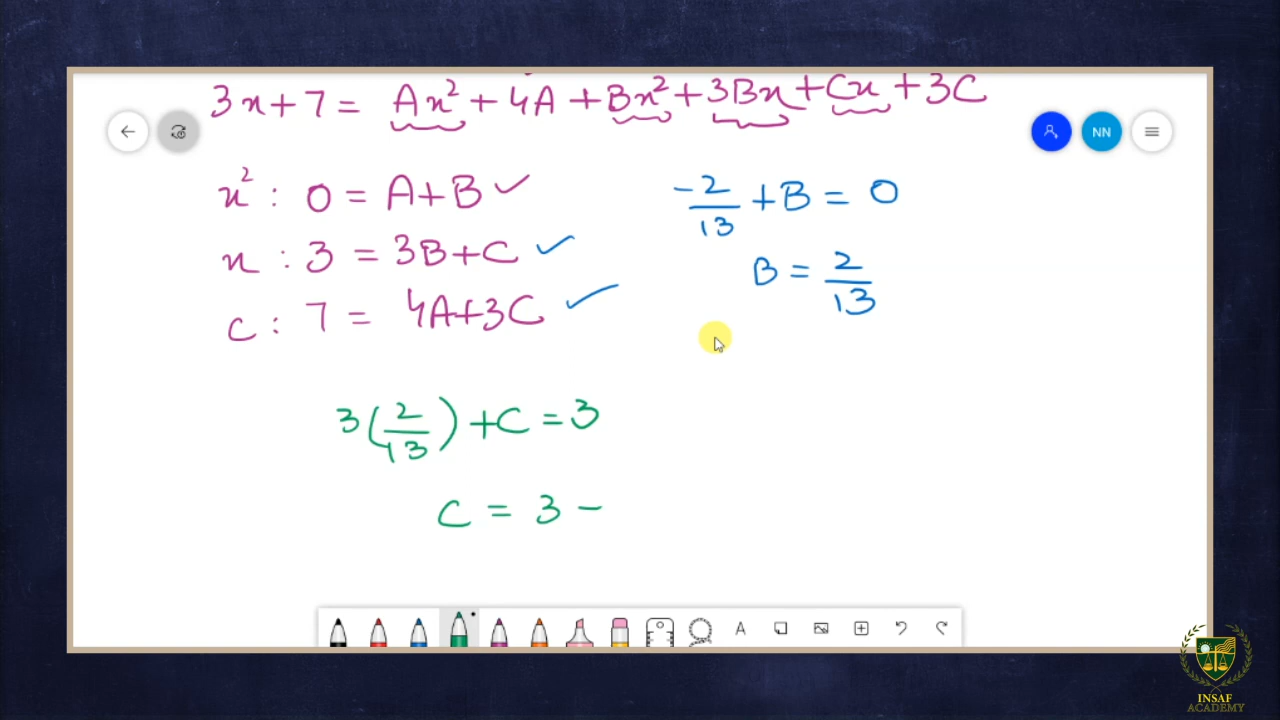 3x+7 = Ax² + 4A + Bx² + 3Bx + Cx + 3C
x² : 0 = A+B ✓
x : 3 = 3B+C ✓
c : 7 = 4A+3C ✓
-2/13 + B = 0
B = 2/13
3(2/13) + C = 3
C = 3 -
NN
A
INSAF
ACADEMY